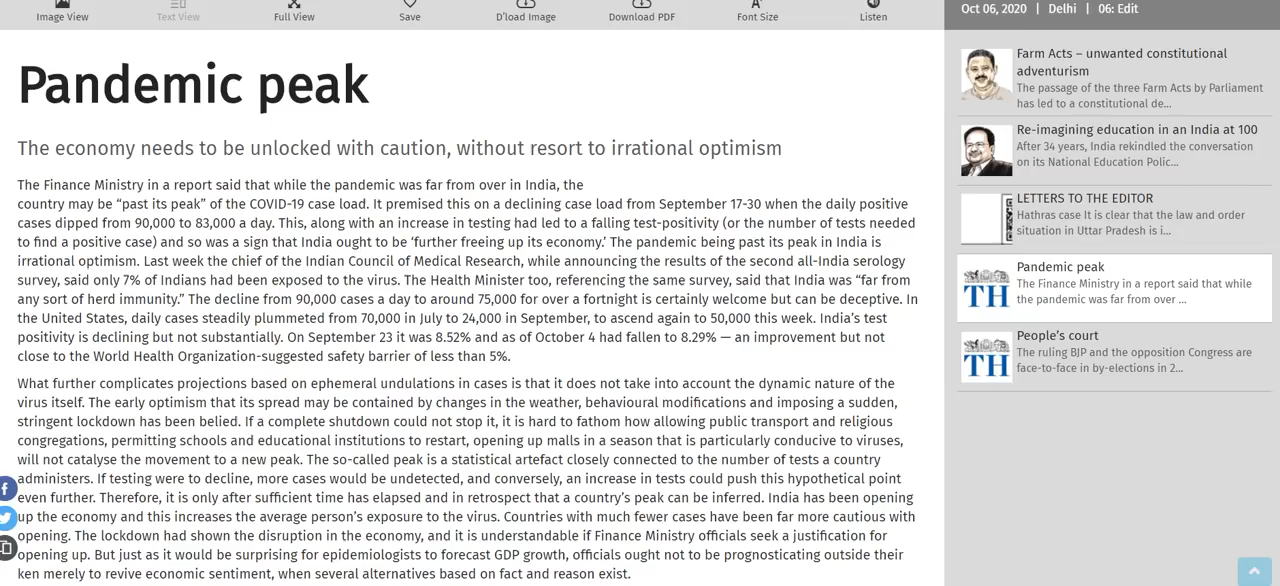 Image View
Text View
Full View
Save
D'load Image
Download PDF
Font Size
Listen
Oct 06, 2020 | Delhi | 06: Edit
Pandemic peak
The economy needs to be unlocked with caution, without resort to irrational optimism
The Finance Ministry in a report said that while the pandemic was far from over in India, the
country may be “past its peak” of the COVID-19 case load. It premised this on a declining case load from September 17-30 when the daily positive
cases dipped from 90,000 to 83,000 a day. This, along with an increase in testing had led to a falling test-positivity (or the number of tests needed
to find a positive case) and so was a sign that India ought to be ‘further freeing up its economy.’ The pandemic being past its peak in India is
irrational optimism. Last week the chief of the Indian Council of Medical Research, while announcing the results of the second all-India serology
survey, said only 7% of Indians had been exposed to the virus. The Health Minister too, referencing the same survey, said that India was “far from
any sort of herd immunity.” The decline from 90,000 cases a day to around 75,000 for over a fortnight is certainly welcome but can be deceptive. In
the United States, daily cases steadily plummeted from 70,000 in July to 24,000 in September, to ascend again to 50,000 this week. India’s test
positivity is declining but not substantially. On September 23 it was 8.52% and as of October 4 had fallen to 8.29% — an improvement but not
close to the World Health Organization-suggested safety barrier of less than 5%.
What further complicates projections based on ephemeral undulations in cases is that it does not take into account the dynamic nature of the
virus itself. The early optimism that its spread may be contained by changes in the weather, behavioural modifications and imposing a sudden,
stringent lockdown has been belied. If a complete shutdown could not stop it, it is hard to fathom how allowing public transport and religious
congregations, permitting schools and educational institutions to restart, opening up malls in a season that is particularly conducive to viruses,
will not catalyse the movement to a new peak. The so-called peak is a statistical artefact closely connected to the number of tests a country
administers. If testing were to decline, more cases would be undetected, and conversely, an increase in tests could push this hypothetical point
even further. Therefore, it is only after sufficient time has elapsed and in retrospect that a country’s peak can be inferred. India has been opening
up the economy and this increases the average person’s exposure to the virus. Countries with much fewer cases have been far more cautious with
opening. The lockdown had shown the disruption in the economy, and it is understandable if Finance Ministry officials seek a justification for
opening up. But just as it would be surprising for epidemiologists to forecast GDP growth, officials ought not to be prognosticating outside their
ken merely to revive economic sentiment, when several alternatives based on fact and reason exist.
Farm Acts – unwanted constitutional
adventurism
The passage of the three Farm Acts by Parliament
has led to a constitutional de...
Re-imagining education in an India at 100
After 34 years, India rekindled the conversation
on its National Education Polic...
LETTERS TO THE EDITOR
Hathras case It is clear that the law and order
situation in Uttar Pradesh is i...
TH
Pandemic peak
The Finance Ministry in a report said that while
the pandemic was far from over ...
TH
People’s court
The ruling BJP and the opposition Congress are
face-to-face in by-elections in 2...